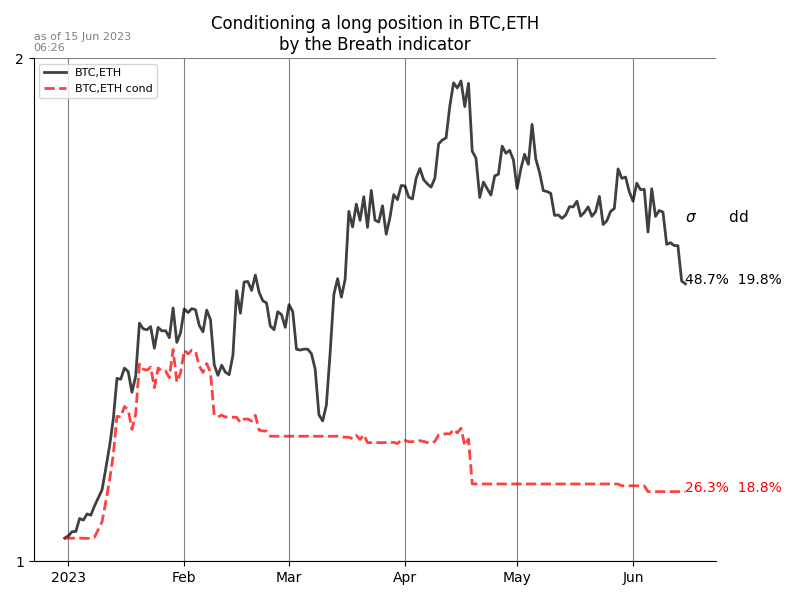 Conditioning a long position in BTC,ETH
by the Breath indicator
as of 15 Jun 2023
06:26
2
BTC,ETH
BTC,ETH cond
σ dd
48.7% 19.8%
26.3% 18.8%
1
2023 Feb Mar Apr May Jun